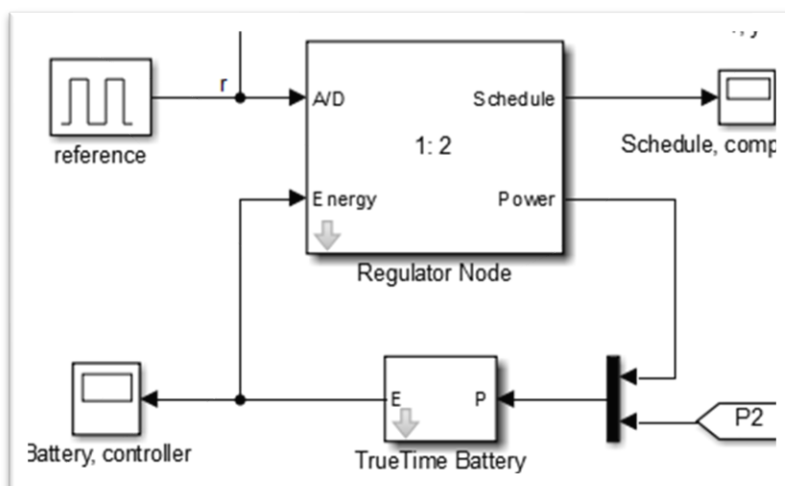 r
A/D
Schedule
1: 2
reference
Schedule, comp
Energy
Power
Regulator Node
E
P
P2
Battery, controller
TrueTime Battery